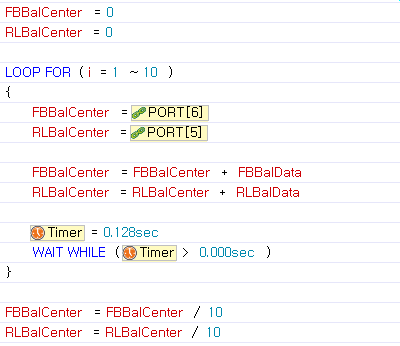 FBBalCenter = 0
RLBalCenter = 0
LOOP FOR ( i = 1 ~ 10 )
{
FBBalCenter = PORT[6]
RLBalCenter = PORT[5]
FBBalCenter = FBBalCenter + FBBalData
RLBalCenter = RLBalCenter + RLBalData
Timer = 0.128sec
WAIT WHILE ( Timer > 0.000sec )
}
FBBalCenter = FBBalCenter / 10
RLBalCenter = RLBalCenter / 10